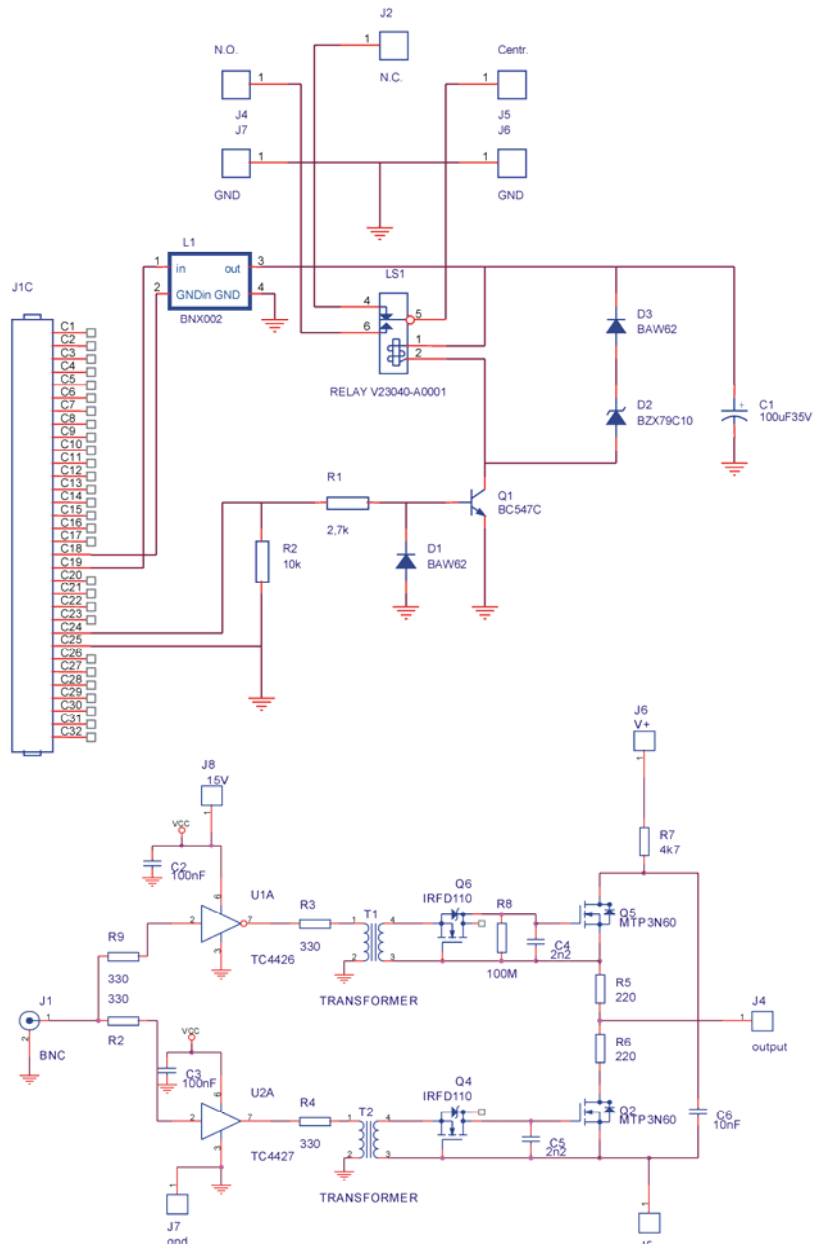 J2
N.O.
1
Centr.
1
1
N.C.
J4
J5
J7
J6
1
1
GND
GND
L1
1
in
out
3
LS1
J1C
2
GNDin
GND
4
4
5
D3
BAW62
BNX002
6
1
2
C1
C2
C3
C4
C5
C6
C7
C8
C9
C10
C11
C12
C13
C14
C15
C16
C17
C18
C19
C20
C21
C22
C23
C24
C25
C26
C27
C28
C29
C30
C31
C32
RELAY V23040-A0001
D2
BZX79C10
+
C1
100uF35V
R1
2,7k
Q1
BC547C
R2
10k
D1
BAW62
J6
V+
1
J8
15V
1
VCC
R7
4k7
C2
100nF
U1A
6
2
7
3
TC4426
R3
330
T1
1
4
2
3
TRANSFORMER
Q6
IRFD110
R8
100M
C4
2n2
Q5
MTP3N60
R9
330
330
R2
J1
1
2
BNC
R5
220
J4
1
output
R6
220
VCC
C3
100nF
U2A
6
2
7
3
TC4427
R4
330
T2
1
4
2
3
TRANSFORMER
Q4
IRFD110
C5
2n2
Q2
MTP3N60
C6
10nF
1
J7
gnd
1